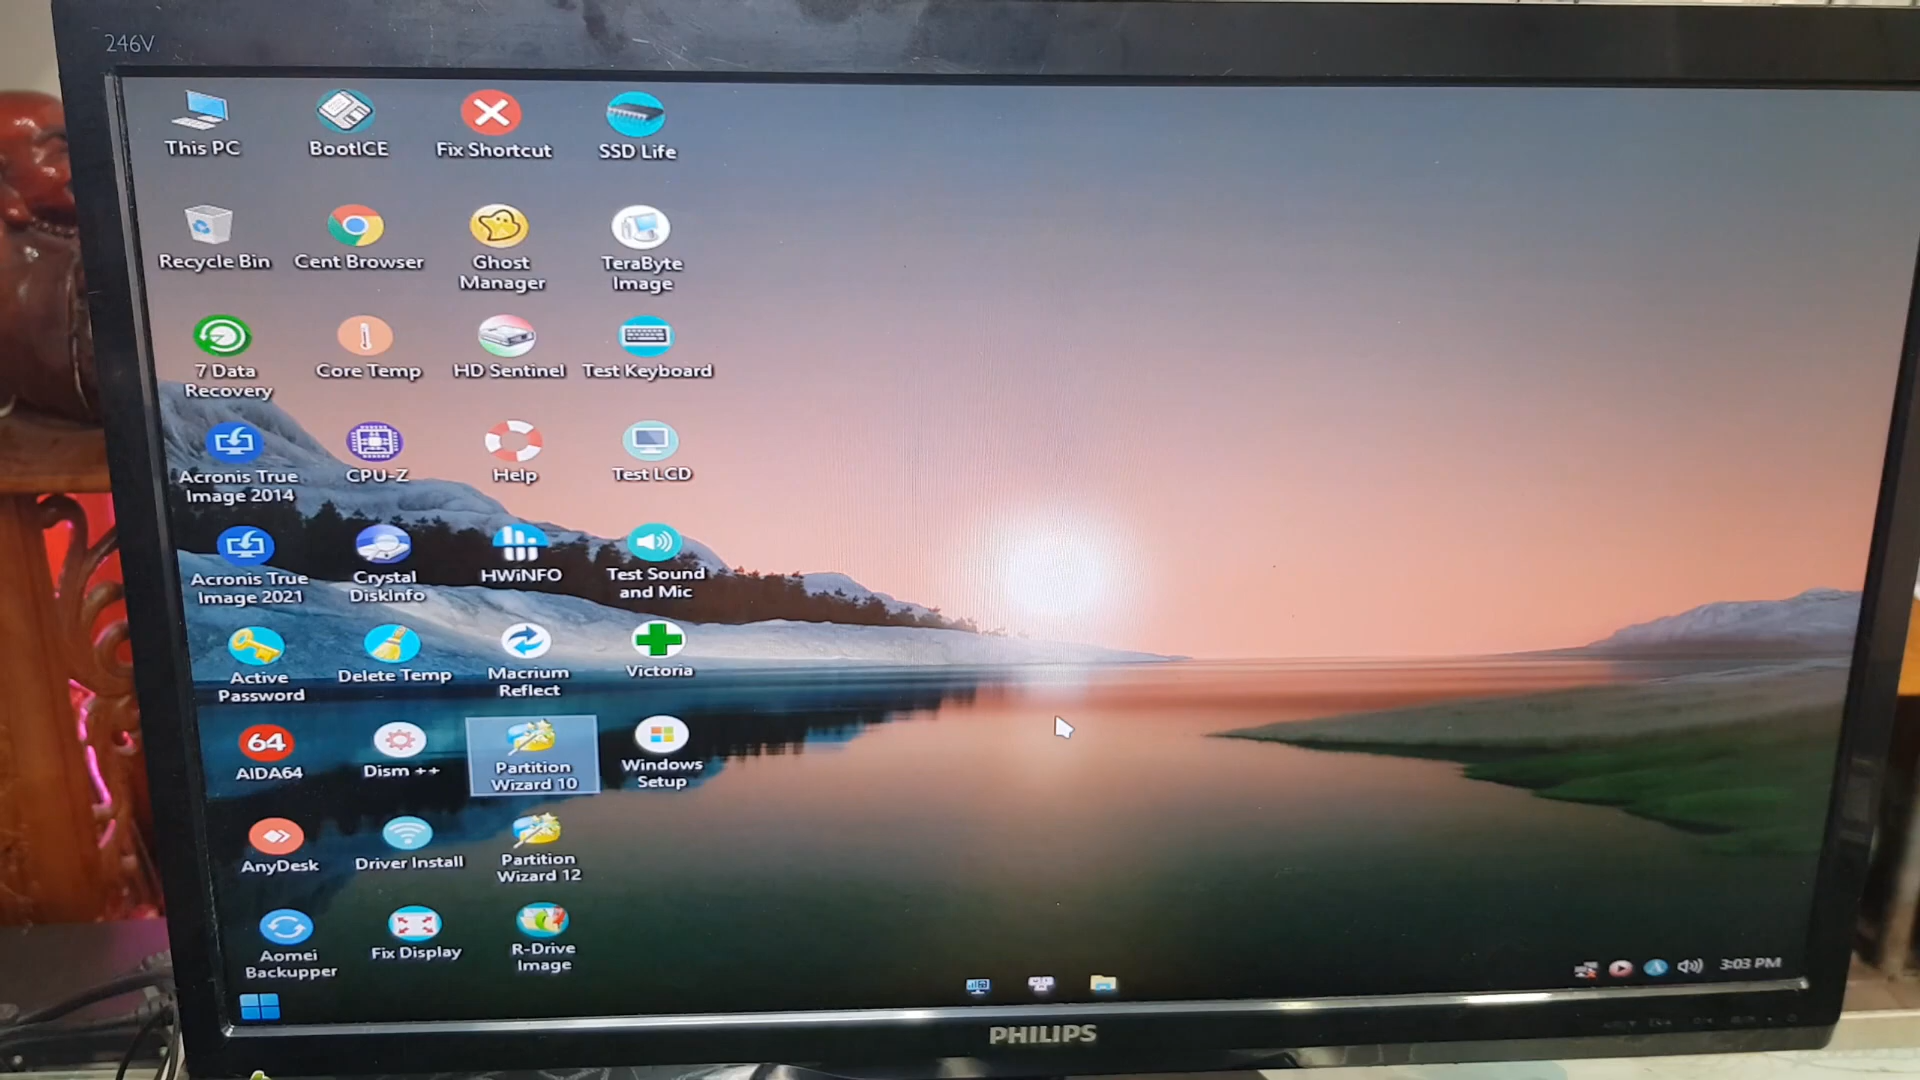 246V
This PC
BootICE
Fix Shortcut
SSD Life
Recycle Bin
Cent Browser
Ghost
Manager
TeraByte
Image
7 Data
Recovery
Core Temp
HD Sentinel
Test Keyboard
Acronis True
Image 2014
CPU-Z
Help
Test LCD
Acronis True
Image 2021
Crystal
DiskInfo
HWiNFO
Test Sound
and Mic
Active
Password
Delete Temp
Macrium
Reflect
Victoria
64
AIDA64
Dism ++
Partition
Wizard 10
Windows
Setup
AnyDesk
Driver Install
Partition
Wizard 12
Aomei
Backupper
Fix Display
R-Drive
Image
3:03 PM
PHILIPS